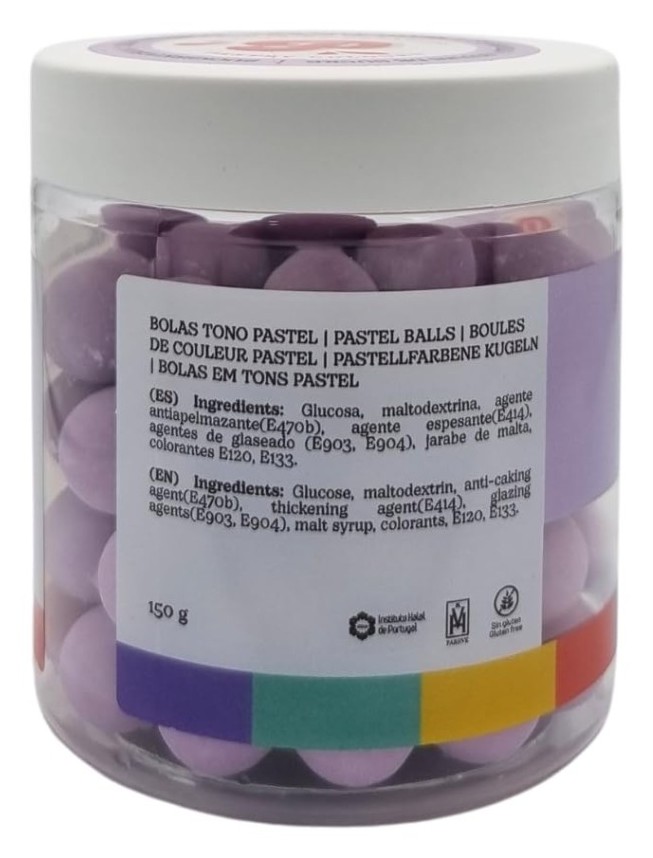 BOLAS TONO PASTEL | PASTEL BALLS | BOULES
DE COULEUR PASTEL | PASTELLFARBENE KUGELN
| BOLAS EM TONS PASTEL
(ES) Ingredients: Glucosa, maltodextrina, agente
antiapelmazante(E470b), agente espesante(E414),
agentes de glaseado (E903, E904), jarabe de malta,
colorantes E120, E133.
(EN) Ingredients: Glucose, maltodextrin, anti-caking
agent(E470b), thickening agent(E414), glazing
agents(E903, E904), malt syrup, colorants, E120, E133.
150 g
Instituto Halal
de Portugal
PAREVE
Sin gluten
Gluten free